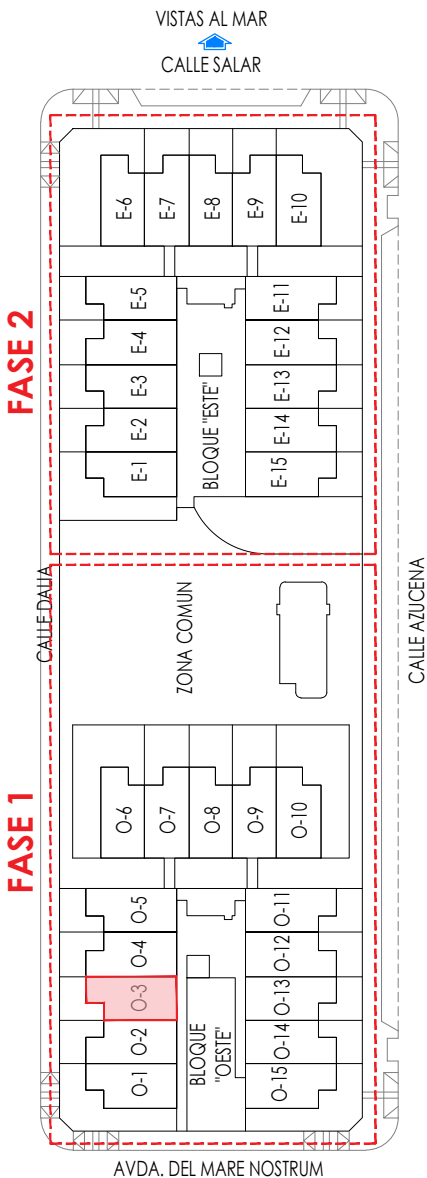 VISTAS AL MAR
CALLE SALAR
E-6
E-7
E-8
E-9
E-10
FASE 2
E-5
E-4
E-3
E-2
E-1
BLOQUE "ESTE"
E-11
E-12
E-13
E-14
E-15
CALLE DALIA
ZONA COMUN
CALLE AZUCENA
FASE 1
O-6
O-7
O-8
O-9
O-10
O-5
O-4
O-3
O-2
O-1
BLOQUE
"OESTE"
O-11
O-12
O-13
O-14
O-15
AVDA. DEL MARE NOSTRUM